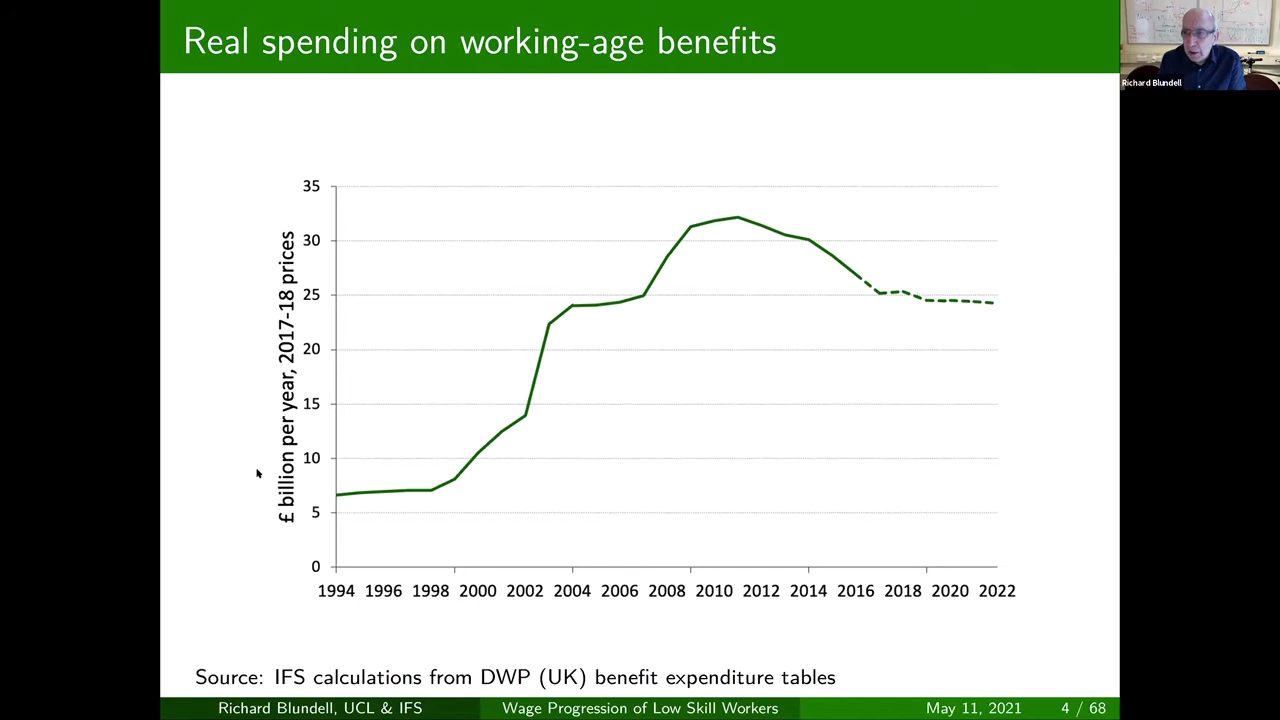 Real spending on working-age benefits
Richard Blundell
£ billion per year, 2017-18 prices
35
30
25
20
15
10
5
0
1994 1996 1998 2000 2002 2004 2006 2008 2010 2012 2014 2016 2018 2020 2022
Source: IFS calculations from DWP (UK) benefit expenditure tables
Richard Blundell, UCL & IFS Wage Progression of Low Skill Workers May 11, 2021 4 / 68